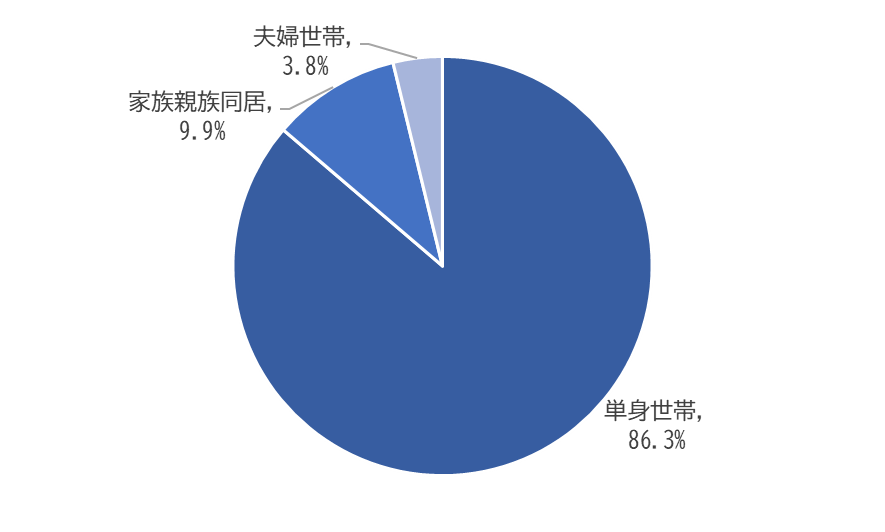 夫婦世帯,
3.8%
家族親族同居,
9.9%
単身世帯,
86.3%